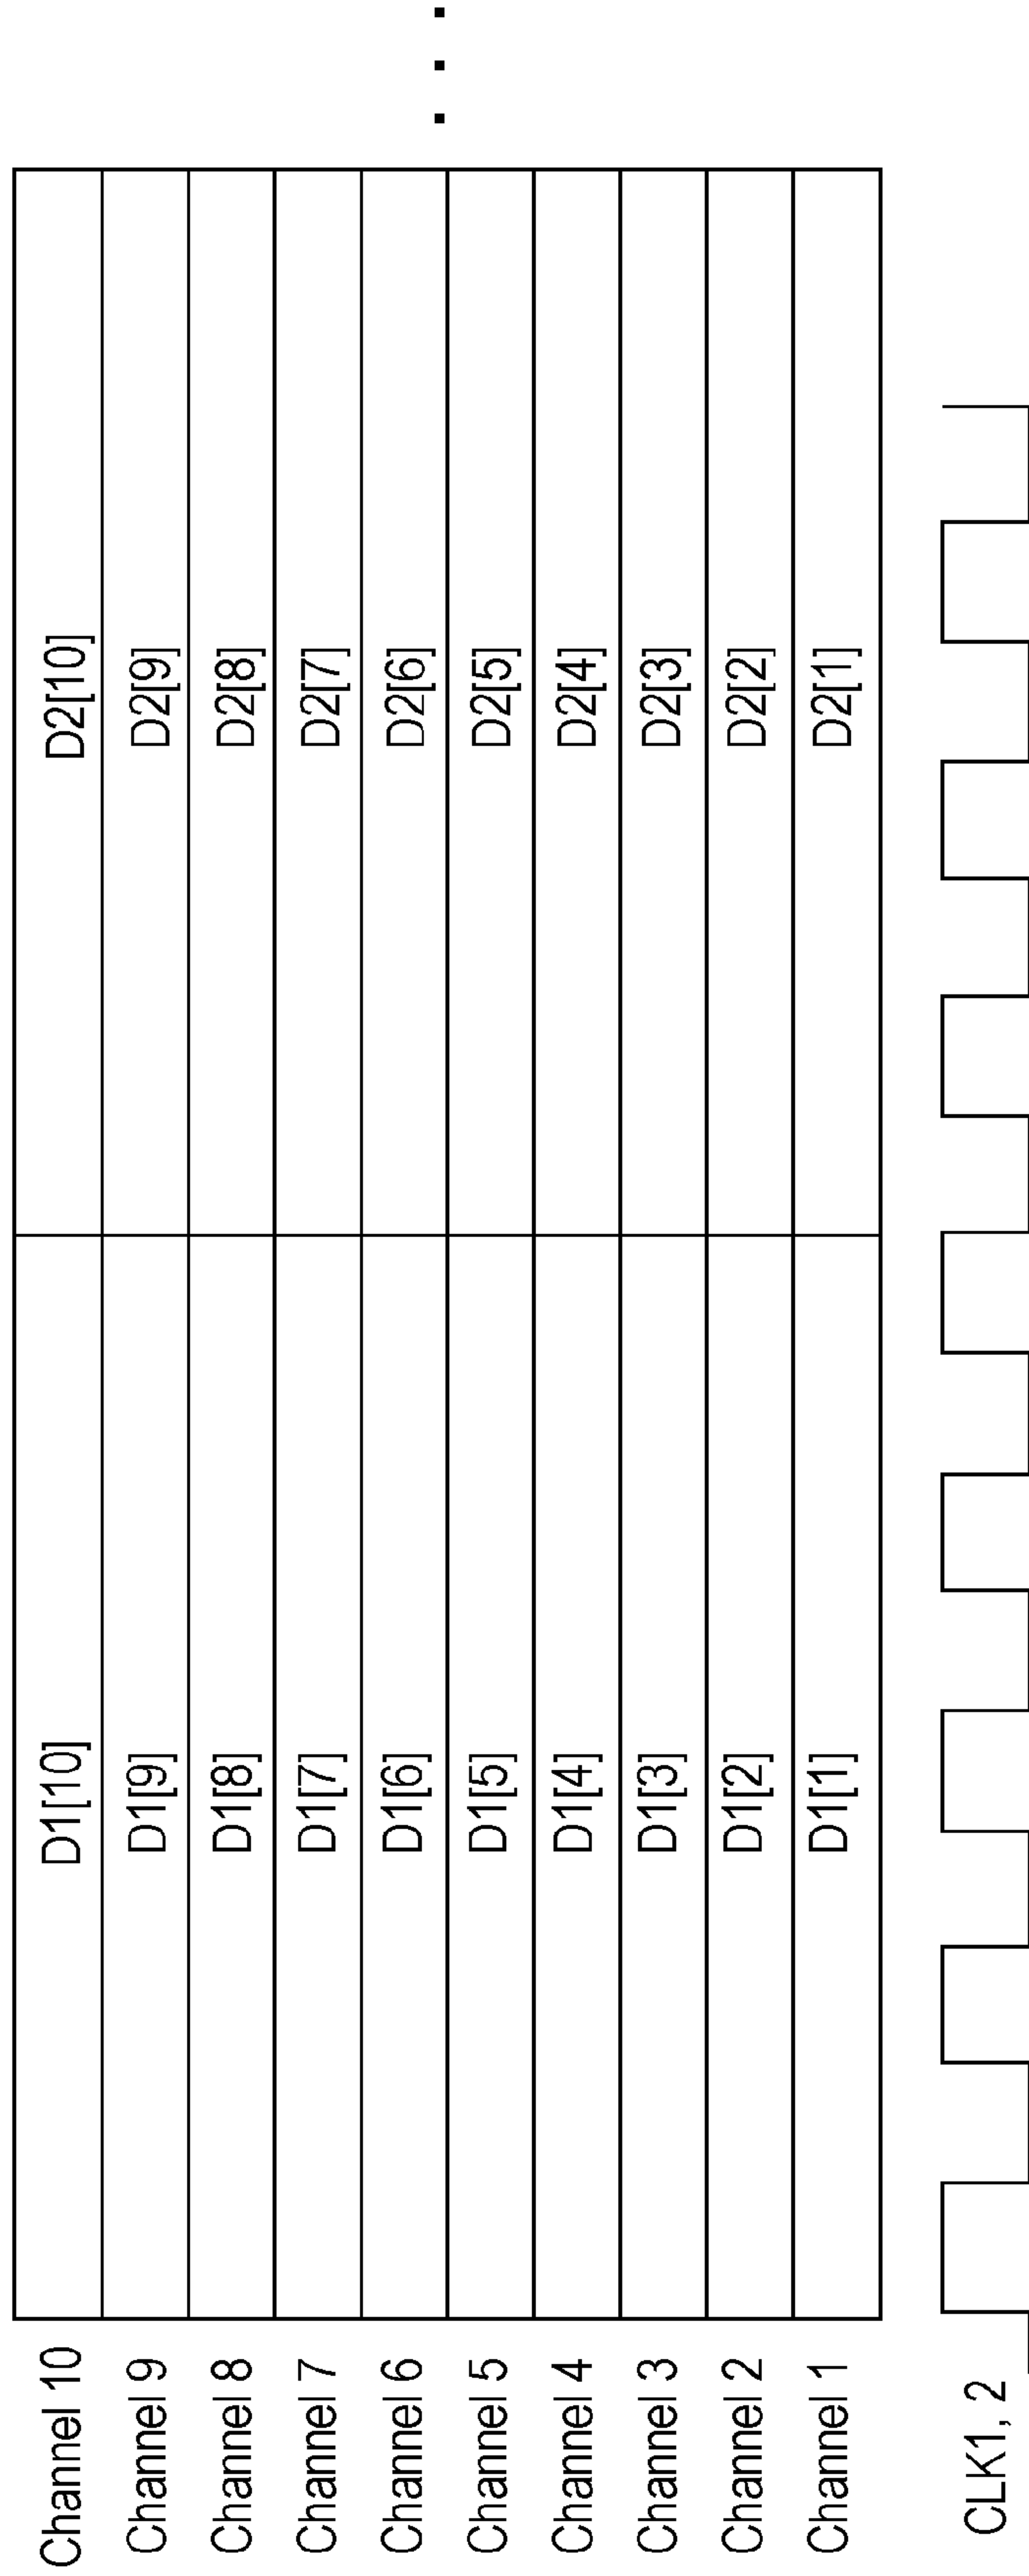 Channel 10 D1[10] D2[10]
Channel 9 D1[9] D2[9]
Channel 8 D1[8] D2[8]
Channel 7 D1[7] D2[7]
Channel 6 D1[6] D2[6]
Channel 5 D1[5] D2[5]
Channel 4 D1[4] D2[4]
Channel 3 D1[3] D2[3]
Channel 2 D1[2] D2[2]
Channel 1 D1[1] D2[1]
CLK1, 2